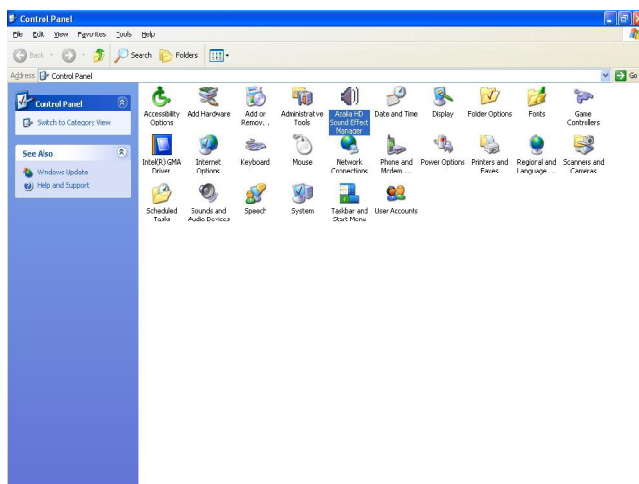 Control Panel
File Edit View Favorites Tools Help
Back Search Folders
Address Control Panel Go
Control Panel
Switch to Category View
See Also
Windows Update
Help and Support
Accessibility Options
Add Hardware
Add or Remov...
Administrative Tools
Azalia HD Sound Effect Manager
Date and Time
Display
Folder Options
Fonts
Game Controllers
Intel(R) GMA Driver
Internet Options
Keyboard
Mouse
Network Connections
Phone and Modem ...
Power Options
Printers and Faxes
Regional and Language ...
Scanners and Cameras
Scheduled Tasks
Sounds and Audio Devices
Speech
System
Taskbar and Start Menu
User Accounts